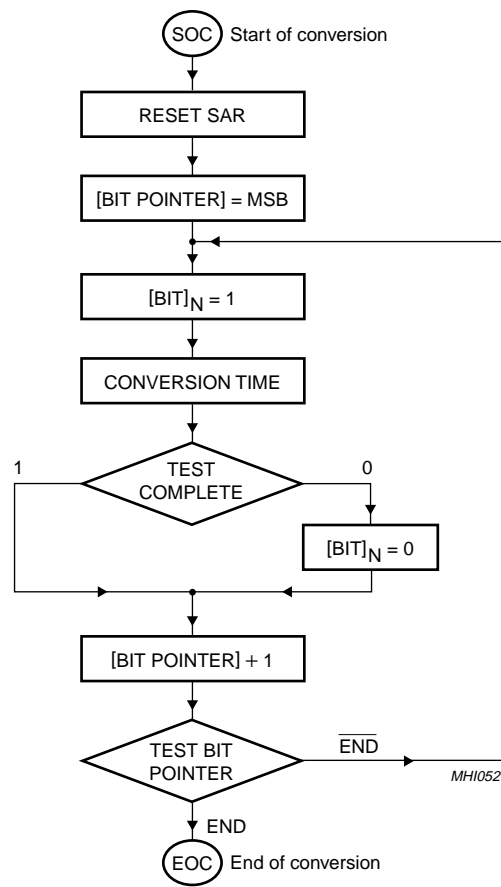 SOC Start of conversion
RESET SAR
[BIT POINTER] = MSB
[BIT]N = 1
CONVERSION TIME
1
TEST
COMPLETE
0
[BIT]N = 0
[BIT POINTER] + 1
TEST BIT
POINTER
END
MHI052
END
EOC End of conversion